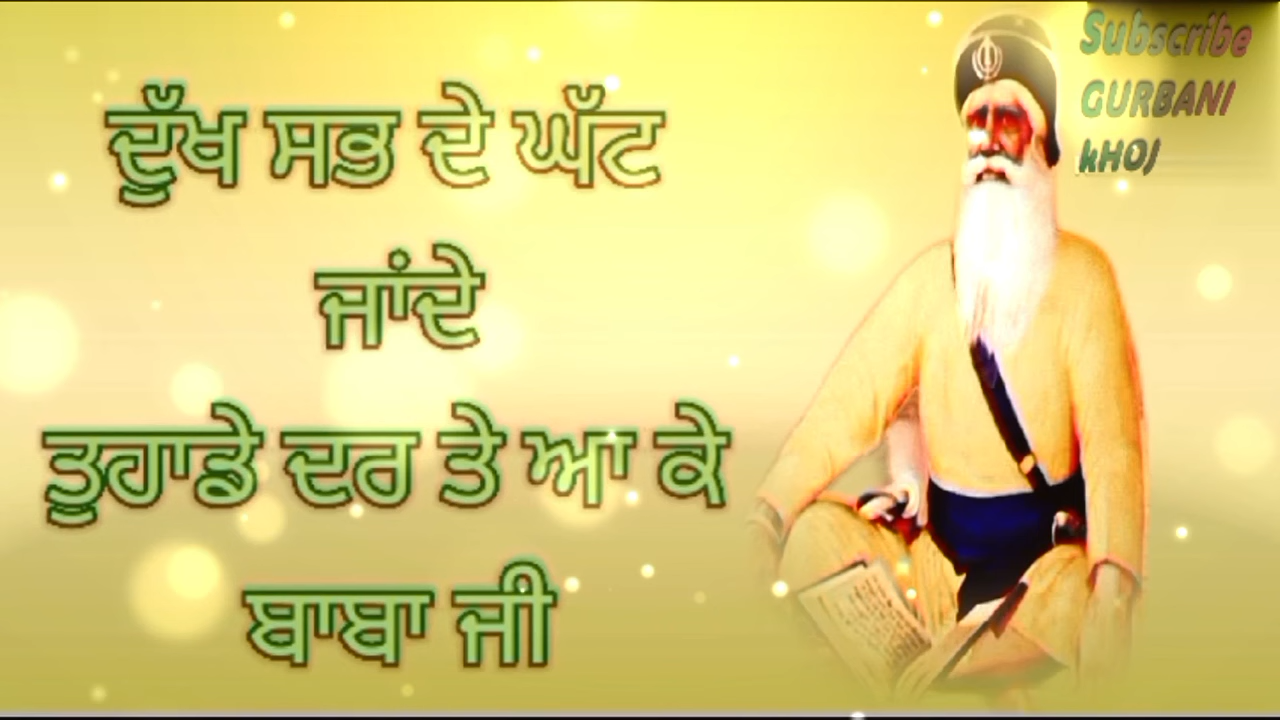 ਦੁੱਖ ਸਭ ਦੇ ਘੱਟ
ਜਾਂਦੇ
ਤੁਹਾਡੇ ਦਰ ਤੇ ਆ ਕੇ
ਬਾਬਾ ਜੀ
Subscribe
GURBANI
kHOJ